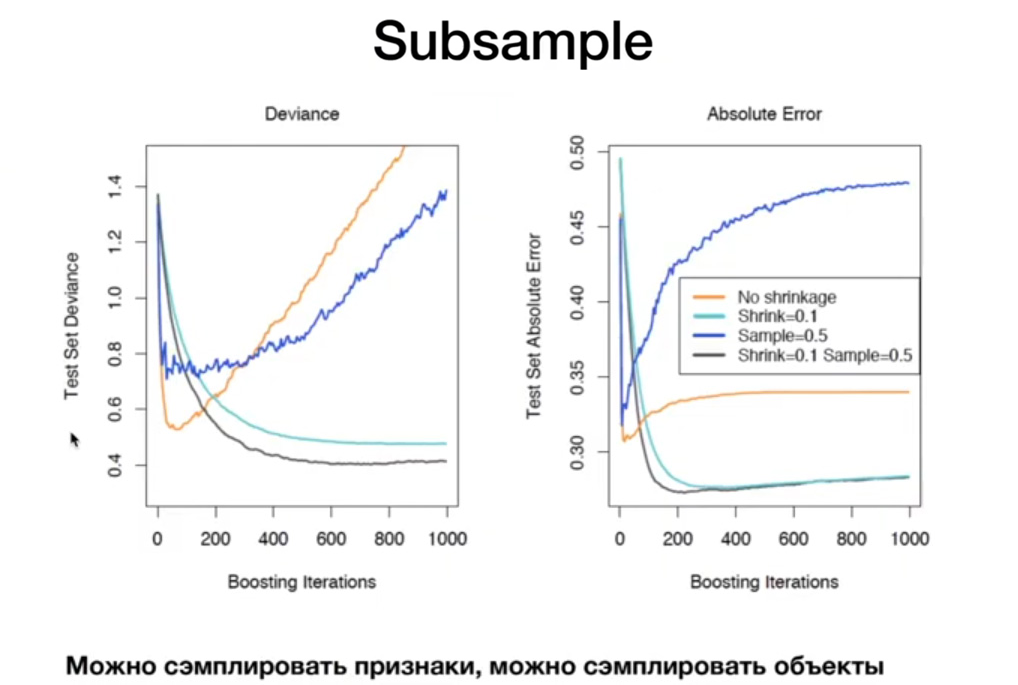 Subsample
Deviance
Test Set Deviance
1.4
1.2
1.0
0.8
0.6
0.4
0 200 400 600 800 1000
Boosting Iterations
Absolute Error
Test Set Absolute Error
0.50
0.45
0.40
0.35
0.30
No shrinkage
Shrink=0.1
Sample=0.5
Shrink=0.1 Sample=0.5
0 200 400 600 800 1000
Boosting Iterations
Можно сэмплировать признаки, можно сэмплировать объекты